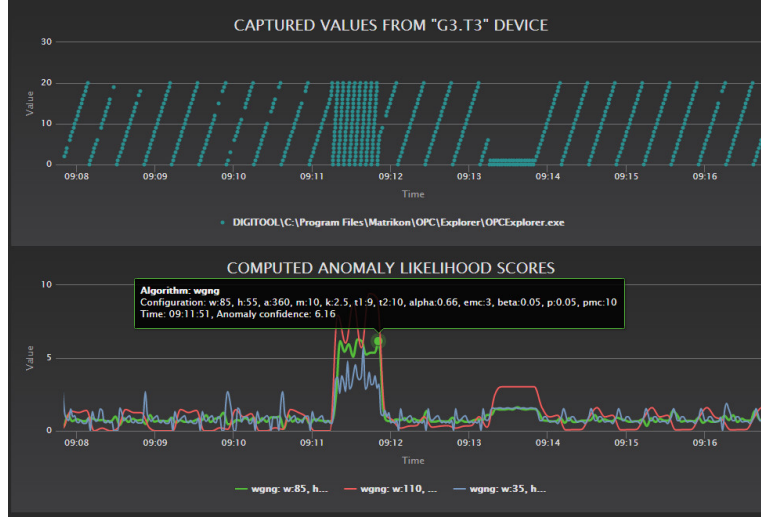 CAPTURED VALUES FROM "G3.T3" DEVICE
30
20
10
0
Value
09:08 09:09 09:10 09:11 09:12 09:13 09:14 09:15 09:16
Time
DIGITOOL\C:\Program Files\Matrikon\OPC\Explorer\OPCExplorer.exe
COMPUTED ANOMALY LIKELIHOOD SCORES
10
Algorithm: wgng
Configuration: w:85, h:55, a:360, m:10, k:2.5, t1:9, t2:10, alpha:0.66, emc:3, beta:0.05, p:0.05, pmc:10
Time: 09:11:51, Anomaly confidence: 6.16
5
0
Value
09:08 09:09 09:10 09:11 09:12 09:13 09:14 09:15 09:16
Time
wgng: w:85, h... wgng: w:110, ... wgng: w:35, h...